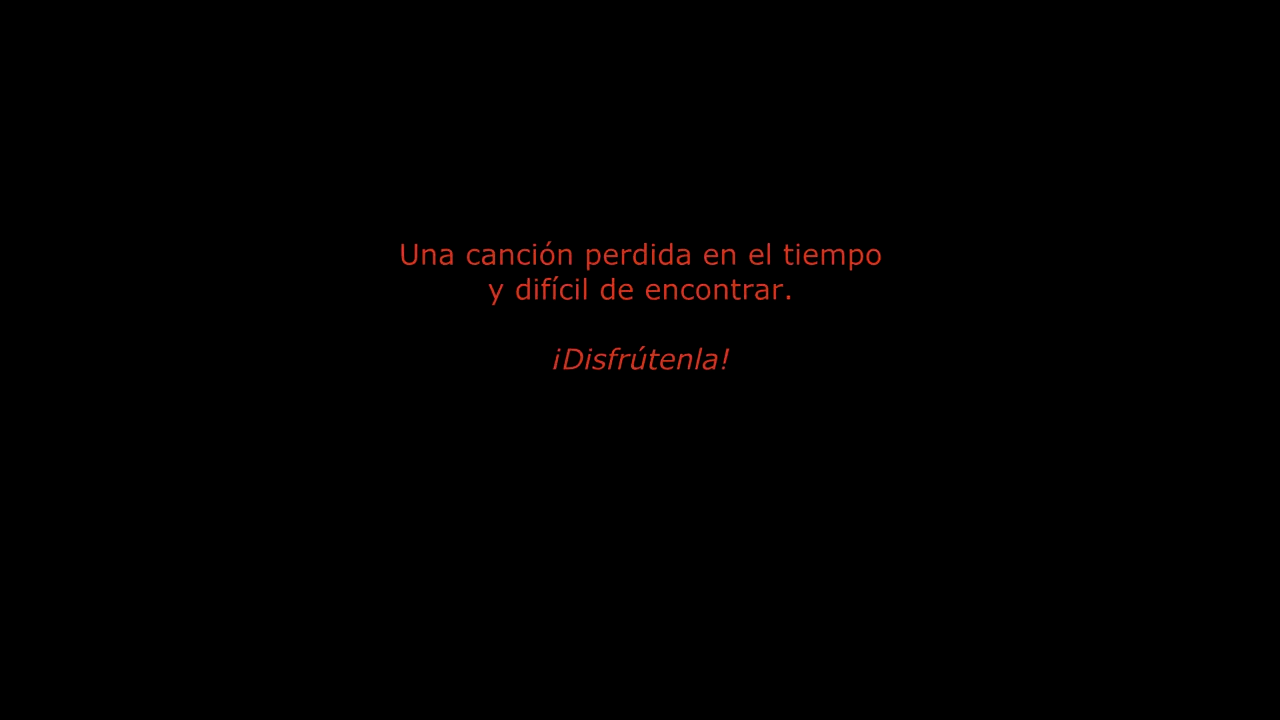 Una canción perdida en el tiempo
y difícil de encontrar.
¡Disfrútenla!